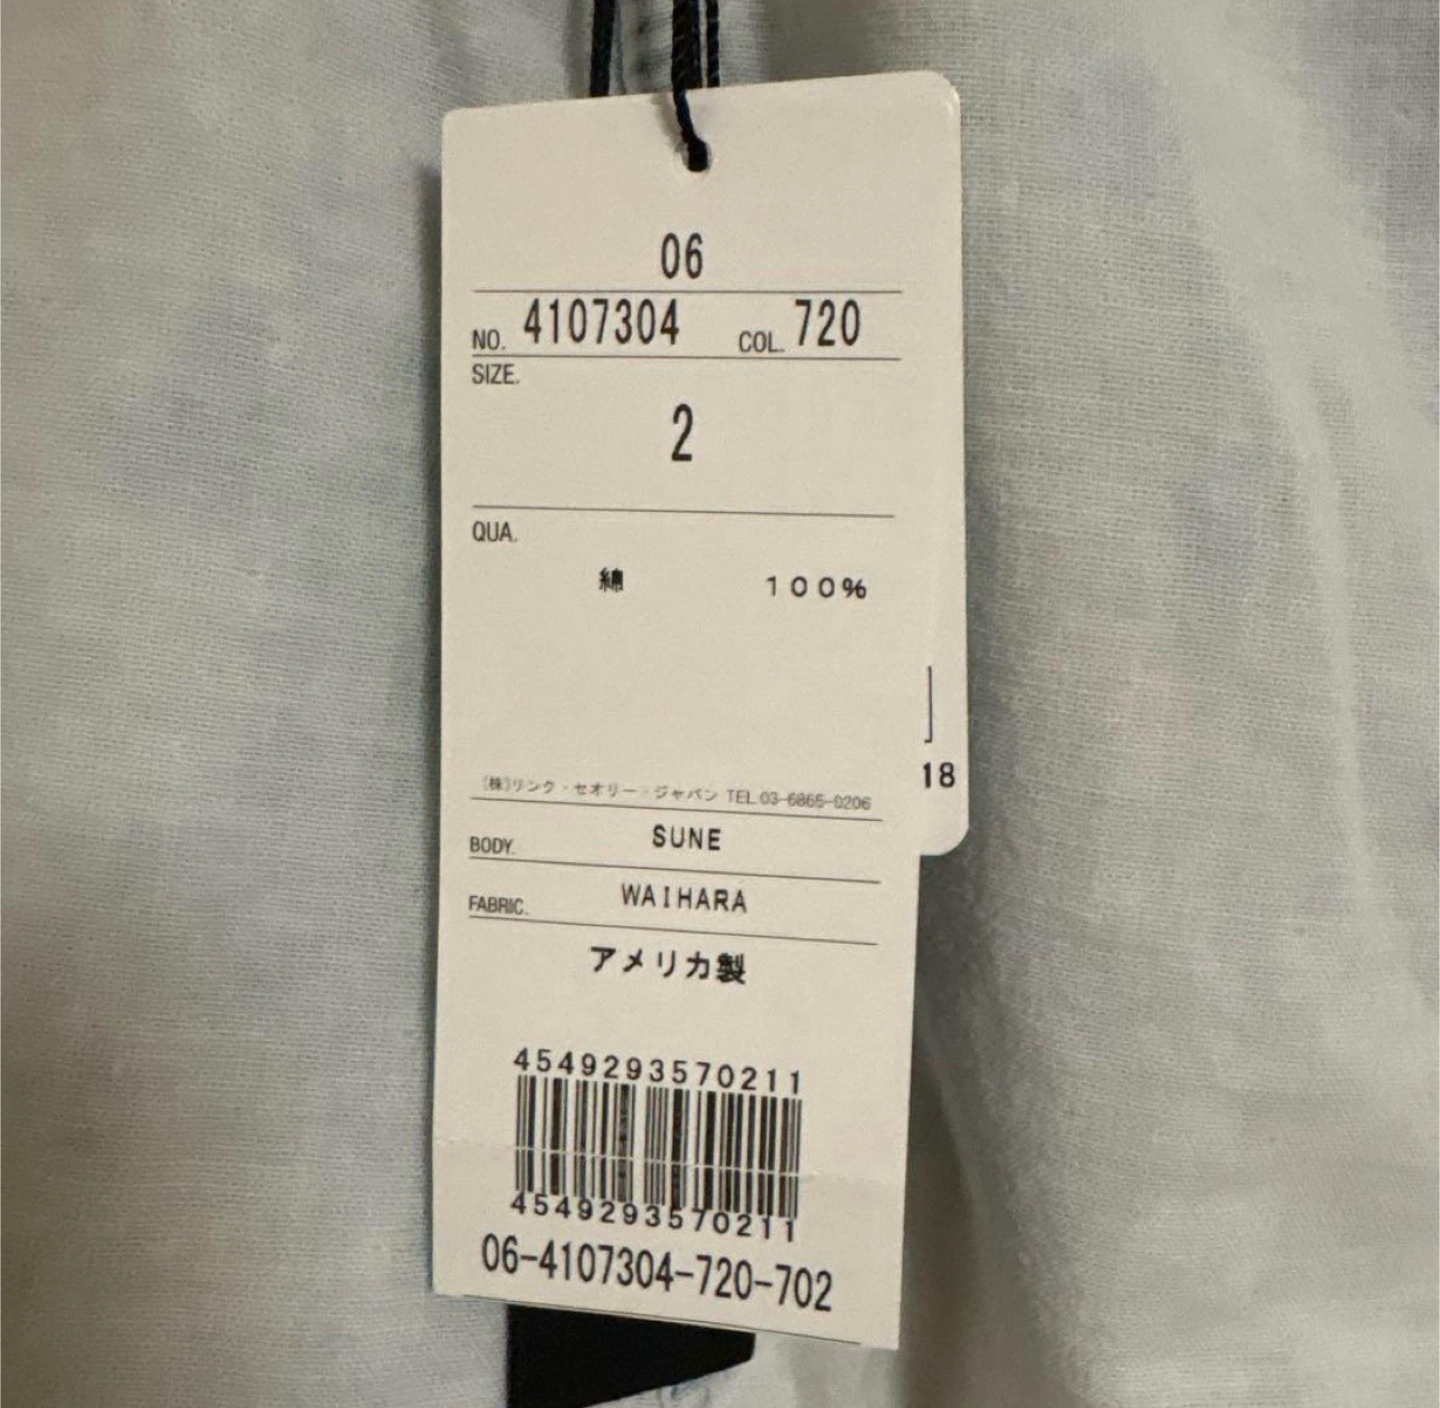 06
NO. 4107304 COL. 720
SIZE.
2
QUA.
綿 100%
18
(株)リンク・セオリー・ジャパン TEL.03-6865-0206
BODY. SUNE
FABRIC. WAIHARA
アメリカ製
4549293570211
4549293570211
06-4107304-720-702